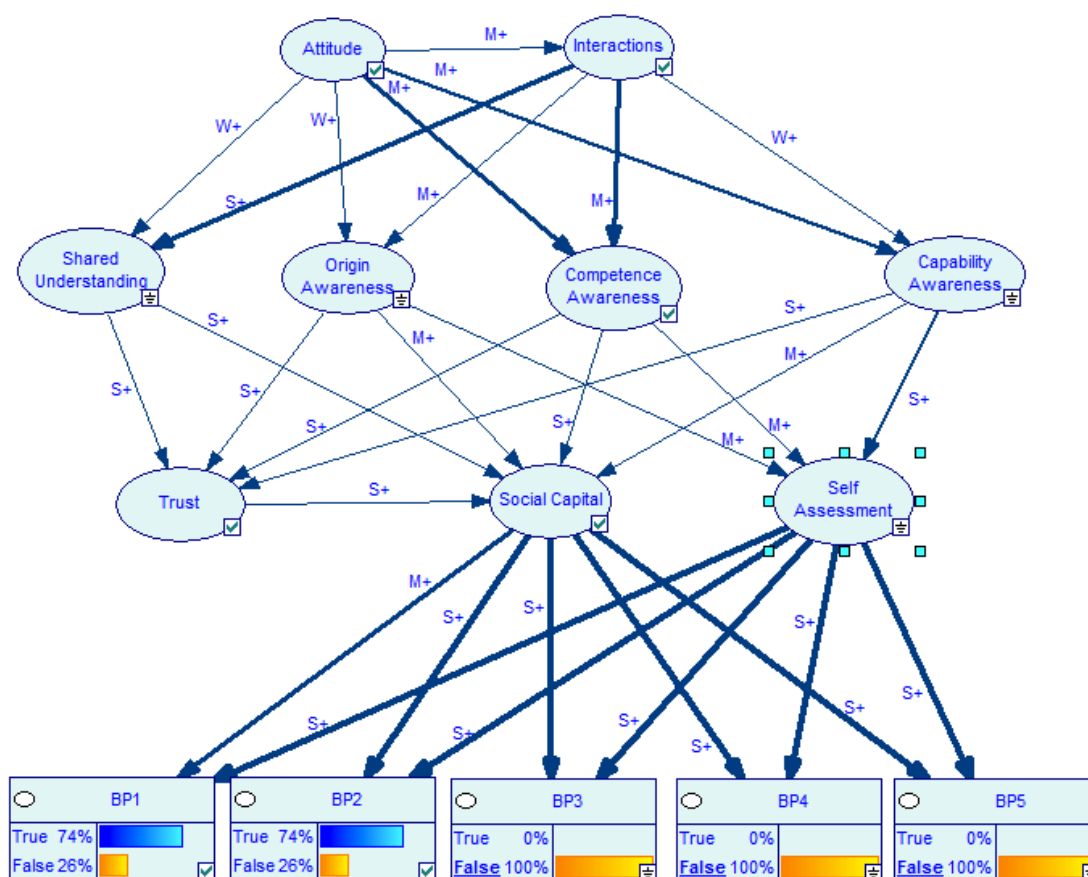 Attitude
M+
Interactions
M+
M+
W+
W+
W+
S+
M+
M+
Shared
Understanding
Origin
Awareness
Competence
Awareness
Capability
Awareness
S+
M+
S+
M+
S+
S+
S+
S+
M+
M+
S+
Trust
S+
Social Capital
Self
Assessment
M+
S+
S+
S+
S+
S+
S+
S+
S+
S+
BP1
True 74%
False 26%
BP2
True 74%
False 26%
BP3
True 0%
False 100%
BP4
True 0%
False 100%
BP5
True 0%
False 100%